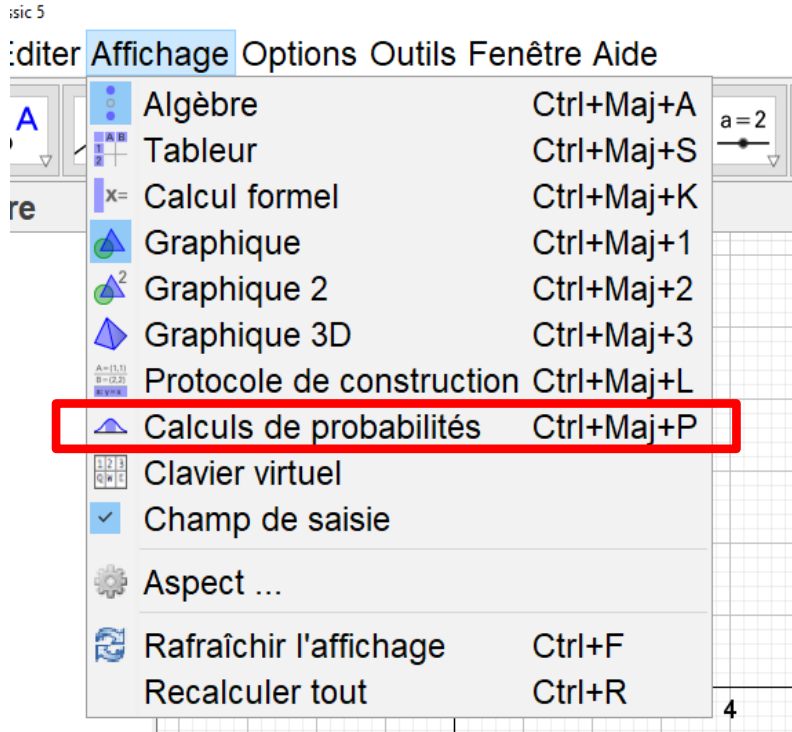 ssic 5
Editer Affichage Options Outils Fenêtre Aide
A
a = 2
re
Algèbre Ctrl+Maj+A
Tableur Ctrl+Maj+S
Calcul formel Ctrl+Maj+K
Graphique Ctrl+Maj+1
Graphique 2 Ctrl+Maj+2
Graphique 3D Ctrl+Maj+3
Protocole de construction Ctrl+Maj+L
Calculs de probabilités Ctrl+Maj+P
Clavier virtuel
Champ de saisie
Aspect ...
Rafraîchir l'affichage Ctrl+F
Recalculer tout Ctrl+R
4